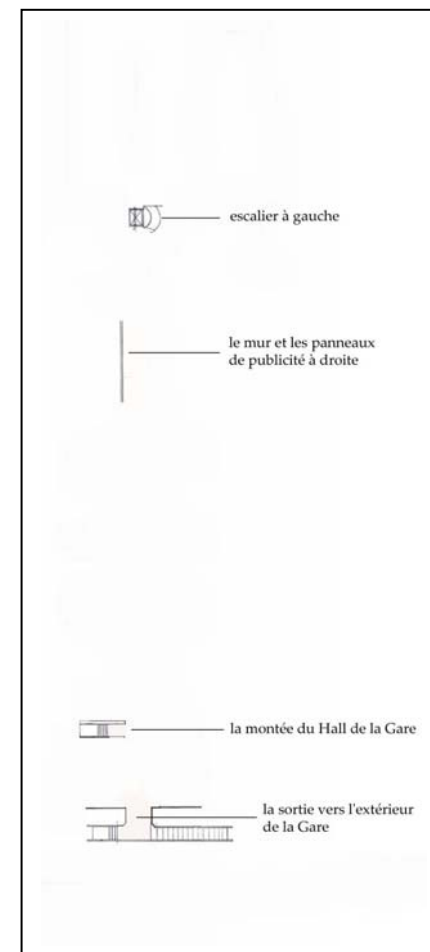 escalier à gauche
le mur et les panneaux
de publicité à droite
la montée du Hall de la Gare
la sortie vers l'extérieur
de la Gare